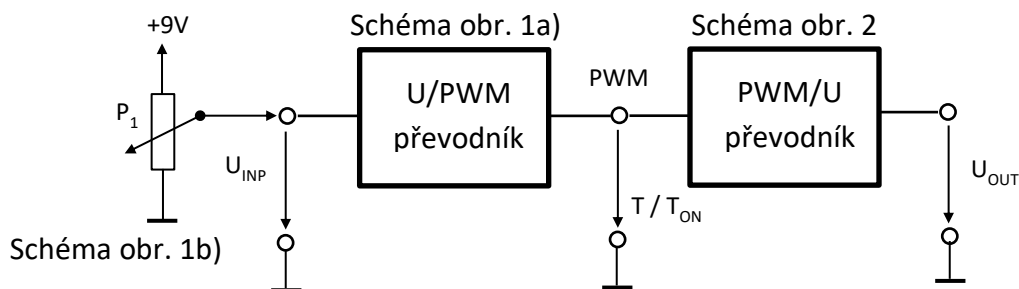 +9V
Schéma obr. 1a)
Schéma obr. 2
P1
U/PWM
převodník
PWM
PWM/U
převodník
UINP
T / TON
UOUT
Schéma obr. 1b)